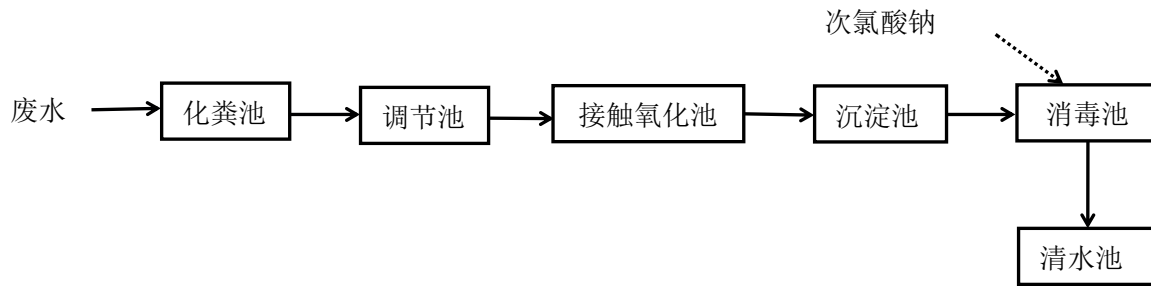 次氯酸钠
废水
化粪池
调节池
接触氧化池
沉淀池
消毒池
清水池